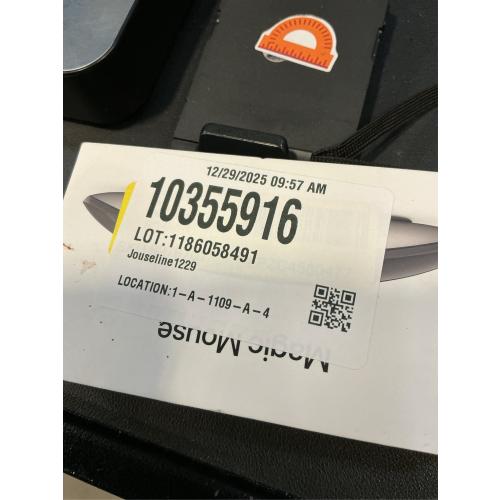 12/29/2025 09:57 AM
10355916
LOT:1186058491
Jouseline1229
LOCATION:1-A-1109-A-4
Magic Mouse